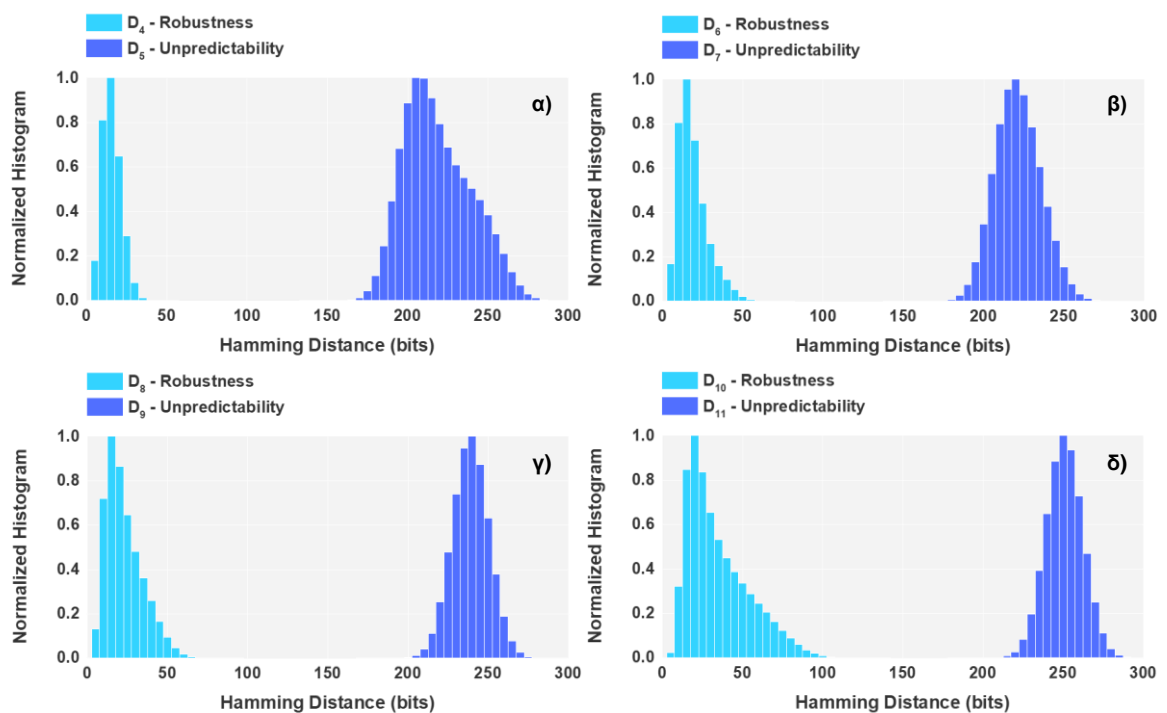 D4 - Robustness
D5 - Unpredictability
α)
Normalized Histogram
1.0
0.8
0.6
0.4
0.2
0.0
0 50 100 150 200 250 300
Hamming Distance (bits)
D6 - Robustness
D7 - Unpredictability
β)
Normalized Histogram
1.0
0.8
0.6
0.4
0.2
0.0
0 50 100 150 200 250 300
Hamming Distance (bits)
D8 - Robustness
D9 - Unpredictability
γ)
Normalized Histogram
1.0
0.8
0.6
0.4
0.2
0.0
0 50 100 150 200 250 300
Hamming Distance (bits)
D10 - Robustness
D11 - Unpredictability
δ)
Normalized Histogram
1.0
0.8
0.6
0.4
0.2
0.0
0 50 100 150 200 250 300
Hamming Distance (bits)